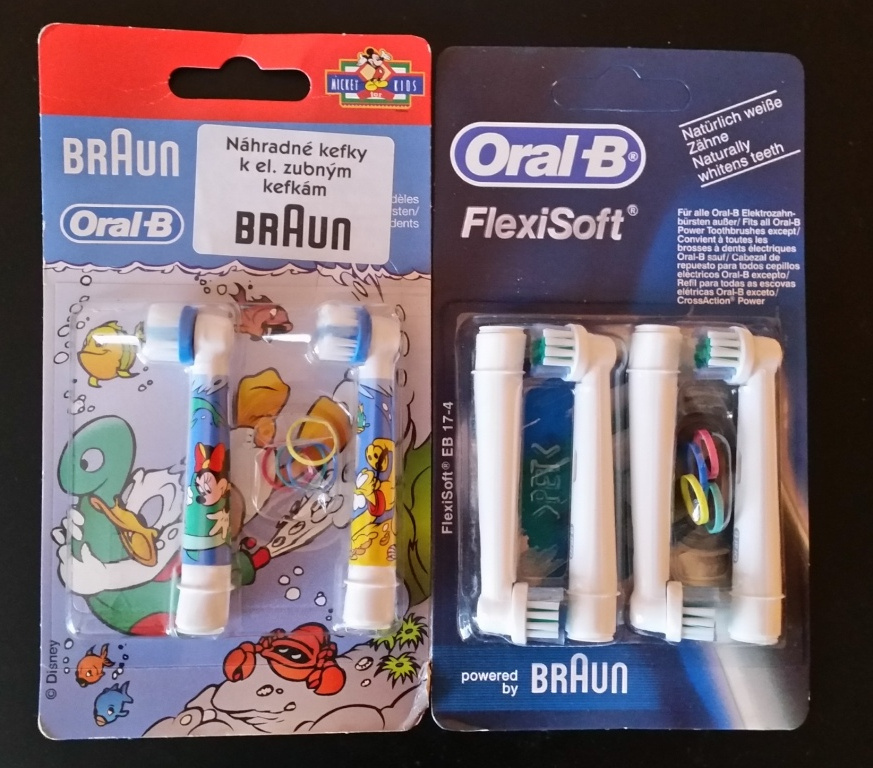 MICKEY KIDS
BRAUN
Oral-B
Náhradné kefky
k el. zubným
kefkám
BRAUN
dèles
sten/
dents
© Disney
Oral-B®
Natürlich weiße
Zähne
Naturally
whitens teeth
FlexiSoft®
Für alle Oral-B Elektrozahn-
bürsten außer/ Fits all Oral-B
Power Toothbrushes except/
Convient à toutes les
brosses à dents électriques
Oral-B sauf/ Cabezal de
repuesto para todos cepillos
eléctricos Oral-B excepto/
Refil para todas as escovas
elétricas Oral-B exceto/
CrossAction® Power
FlexiSoft® EB 17-4
>PET<
powered
by
BRAUN